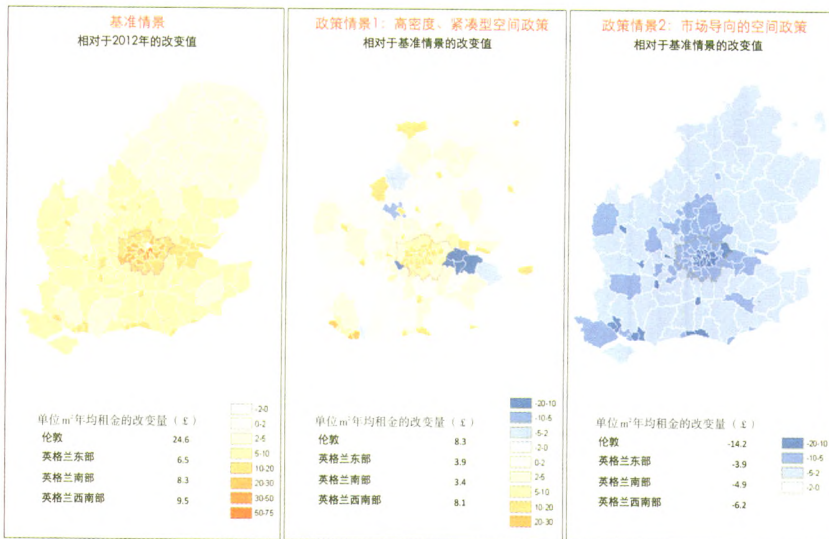 基准情景
相对于2012年的改变值
单位m²年均租金的改变量（£）
伦敦 24.6
英格兰东部 6.5
英格兰南部 8.3
英格兰西南部 9.5
-2-0
0-2
2-5
5-10
10-20
20-30
30-50
50-75
政策情景1：高密度、紧凑型空间政策
相对于基准情景的改变值
单位m²年均租金的改变量（£）
伦敦 8.3
英格兰东部 3.9
英格兰南部 3.4
英格兰西南部 8.1
-20-10
-10-5
-5-2
-2-0
0-2
2-5
5-10
10-20
20-30
政策情景2：市场导向的空间政策
相对于基准情景的改变值
单位m²年均租金的改变量（£）
伦敦 -14.2
英格兰东部 -3.9
英格兰南部 -4.9
英格兰西南部 -6.2
-20-10
-10-5
-5-2
-2-0